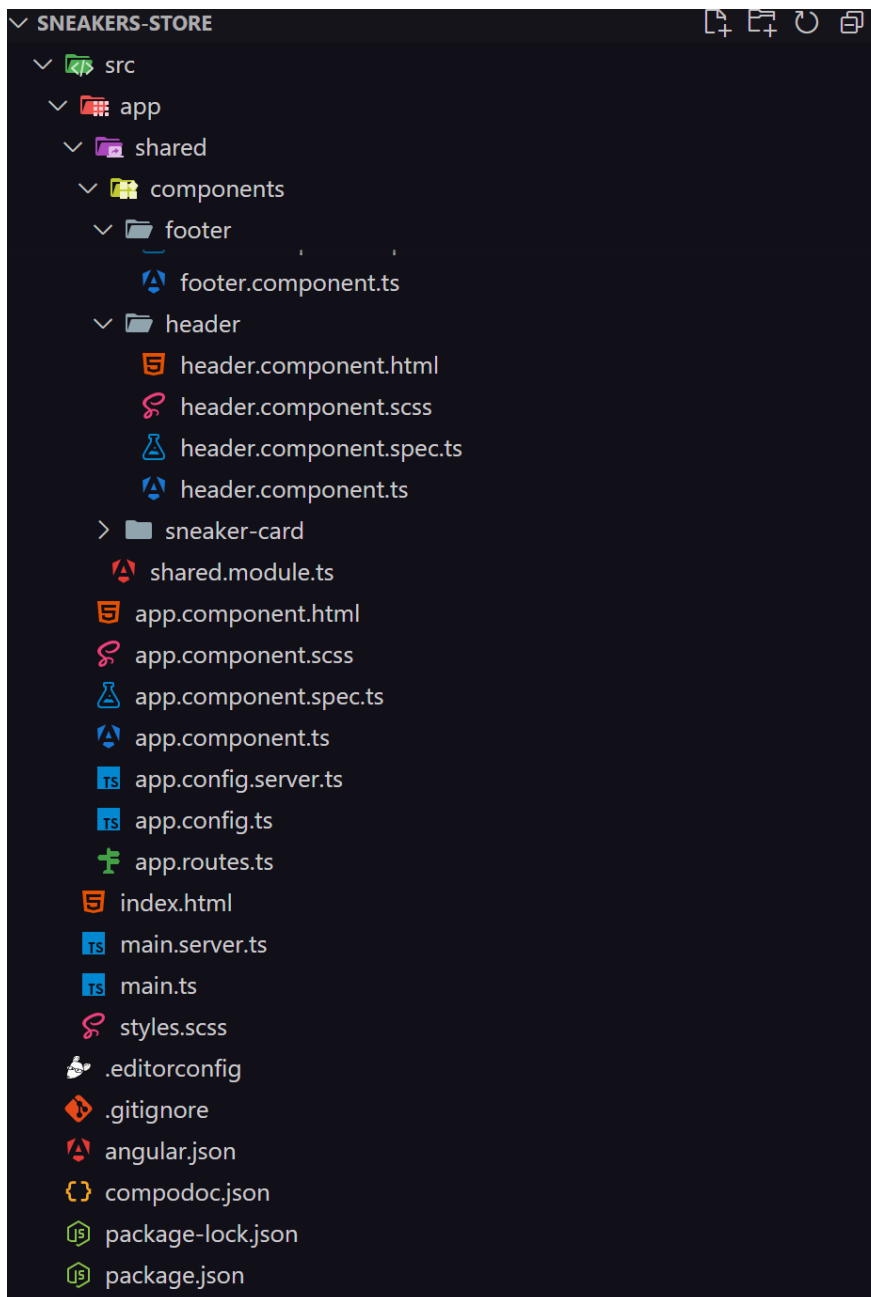 SNEAKERS-STORE
src
app
shared
components
footer
footer.component.ts
header
header.component.html
header.component.scss
header.component.spec.ts
header.component.ts
sneaker-card
shared.module.ts
app.component.html
app.component.scss
app.component.spec.ts
app.component.ts
app.config.server.ts
app.config.ts
app.routes.ts
index.html
main.server.ts
main.ts
styles.scss
.editorconfig
.gitignore
angular.json
compodoc.json
package-lock.json
package.json